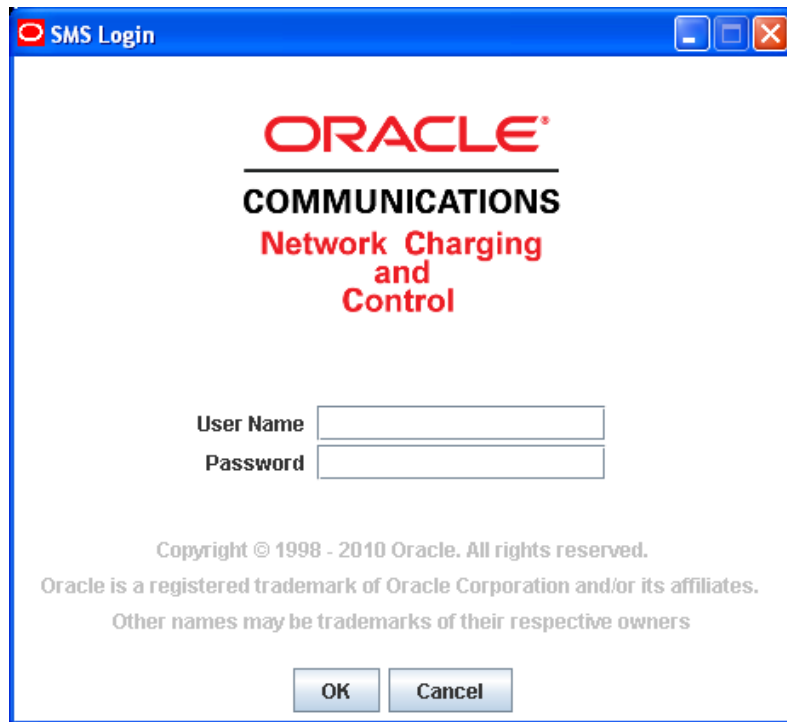 SMS Login
ORACLE®
COMMUNICATIONS
Network Charging
and
Control
User Name
Password
Copyright © 1998 - 2010 Oracle. All rights reserved.
Oracle is a registered trademark of Oracle Corporation and/or its affiliates.
Other names may be trademarks of their respective owners
OK Cancel